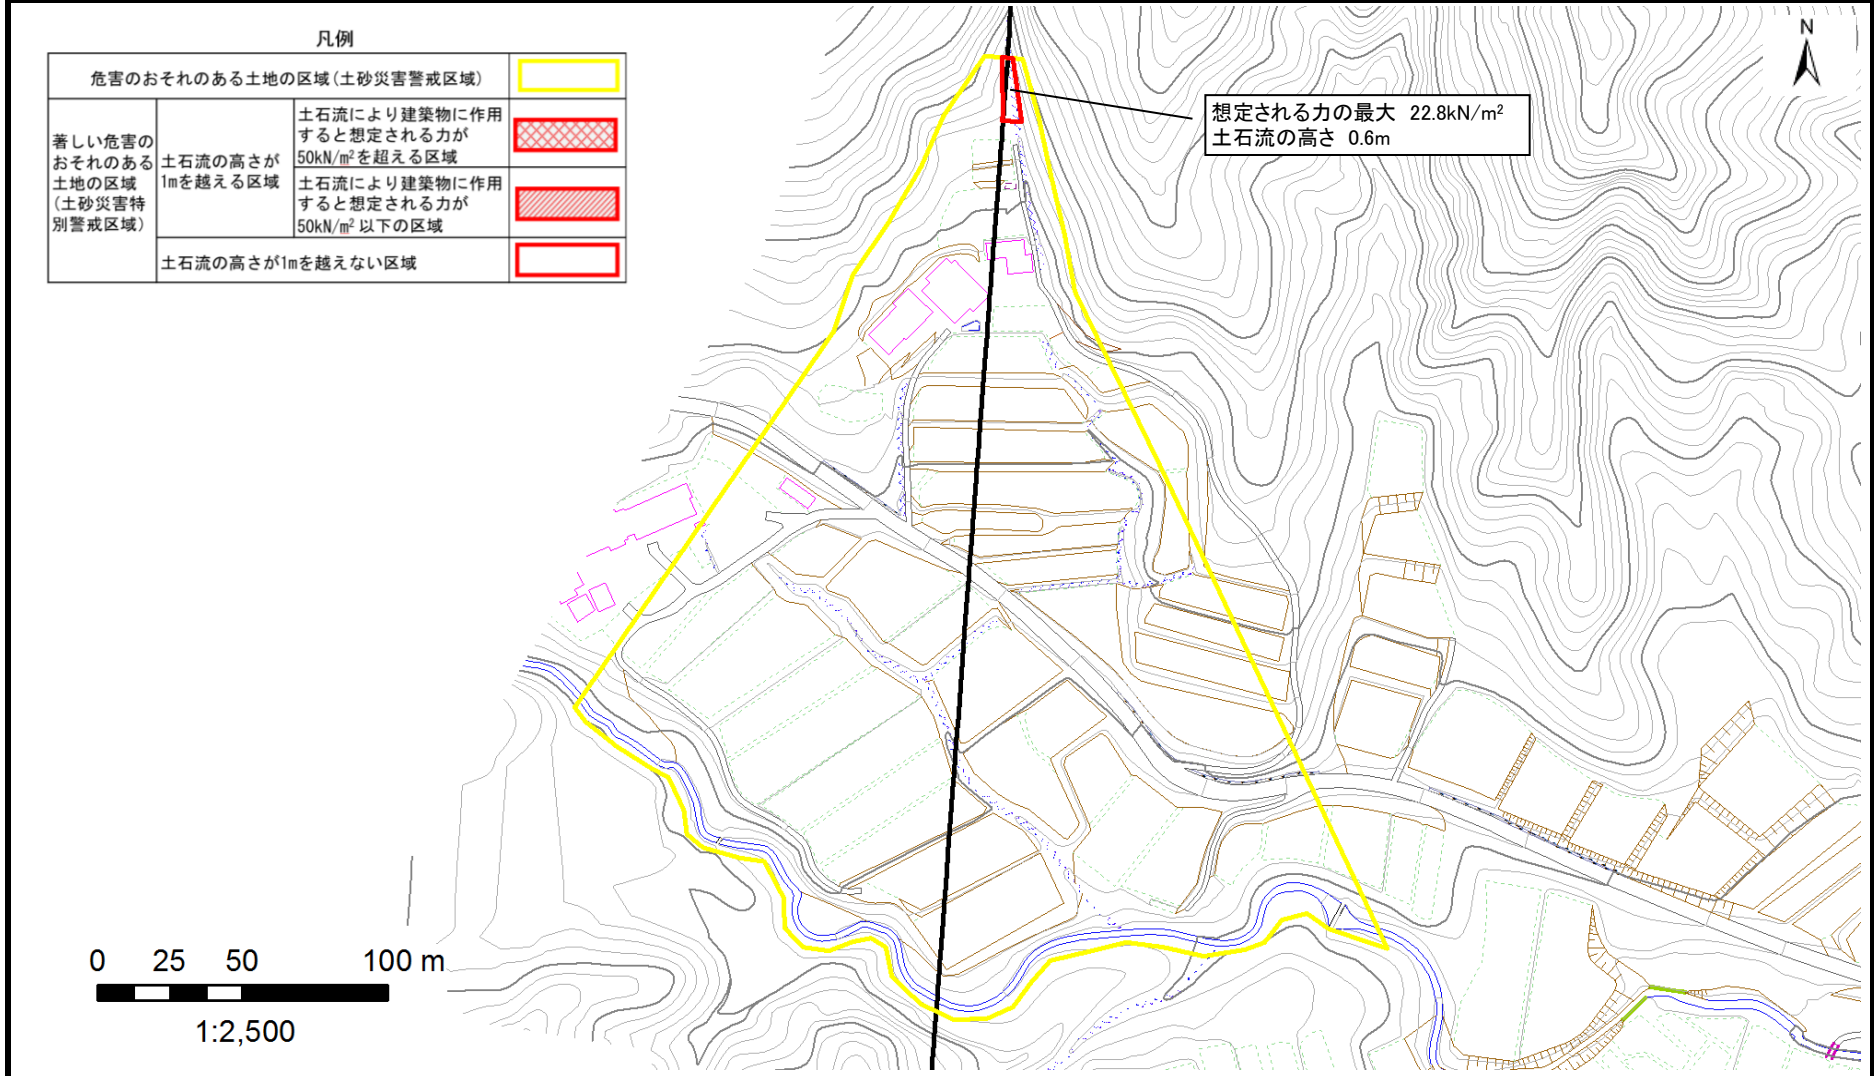 凡例
危害のおそれのある土地の区域(土砂災害警戒区域)
著しい危害の
おそれのある
土地の区域
(土砂災害特
別警戒区域)
土石流の高さが
1mを越える区域
土石流により建築物に作用
すると想定される力が
50kN/㎡を超える区域
土石流により建築物に作用
すると想定される力が
50kN/㎡以下の区域
土石流の高さが1mを越えない区域
想定される力の最大 22.8kN/m²
土石流の高さ 0.6m
N
0 25 50 100 m
1:2,500